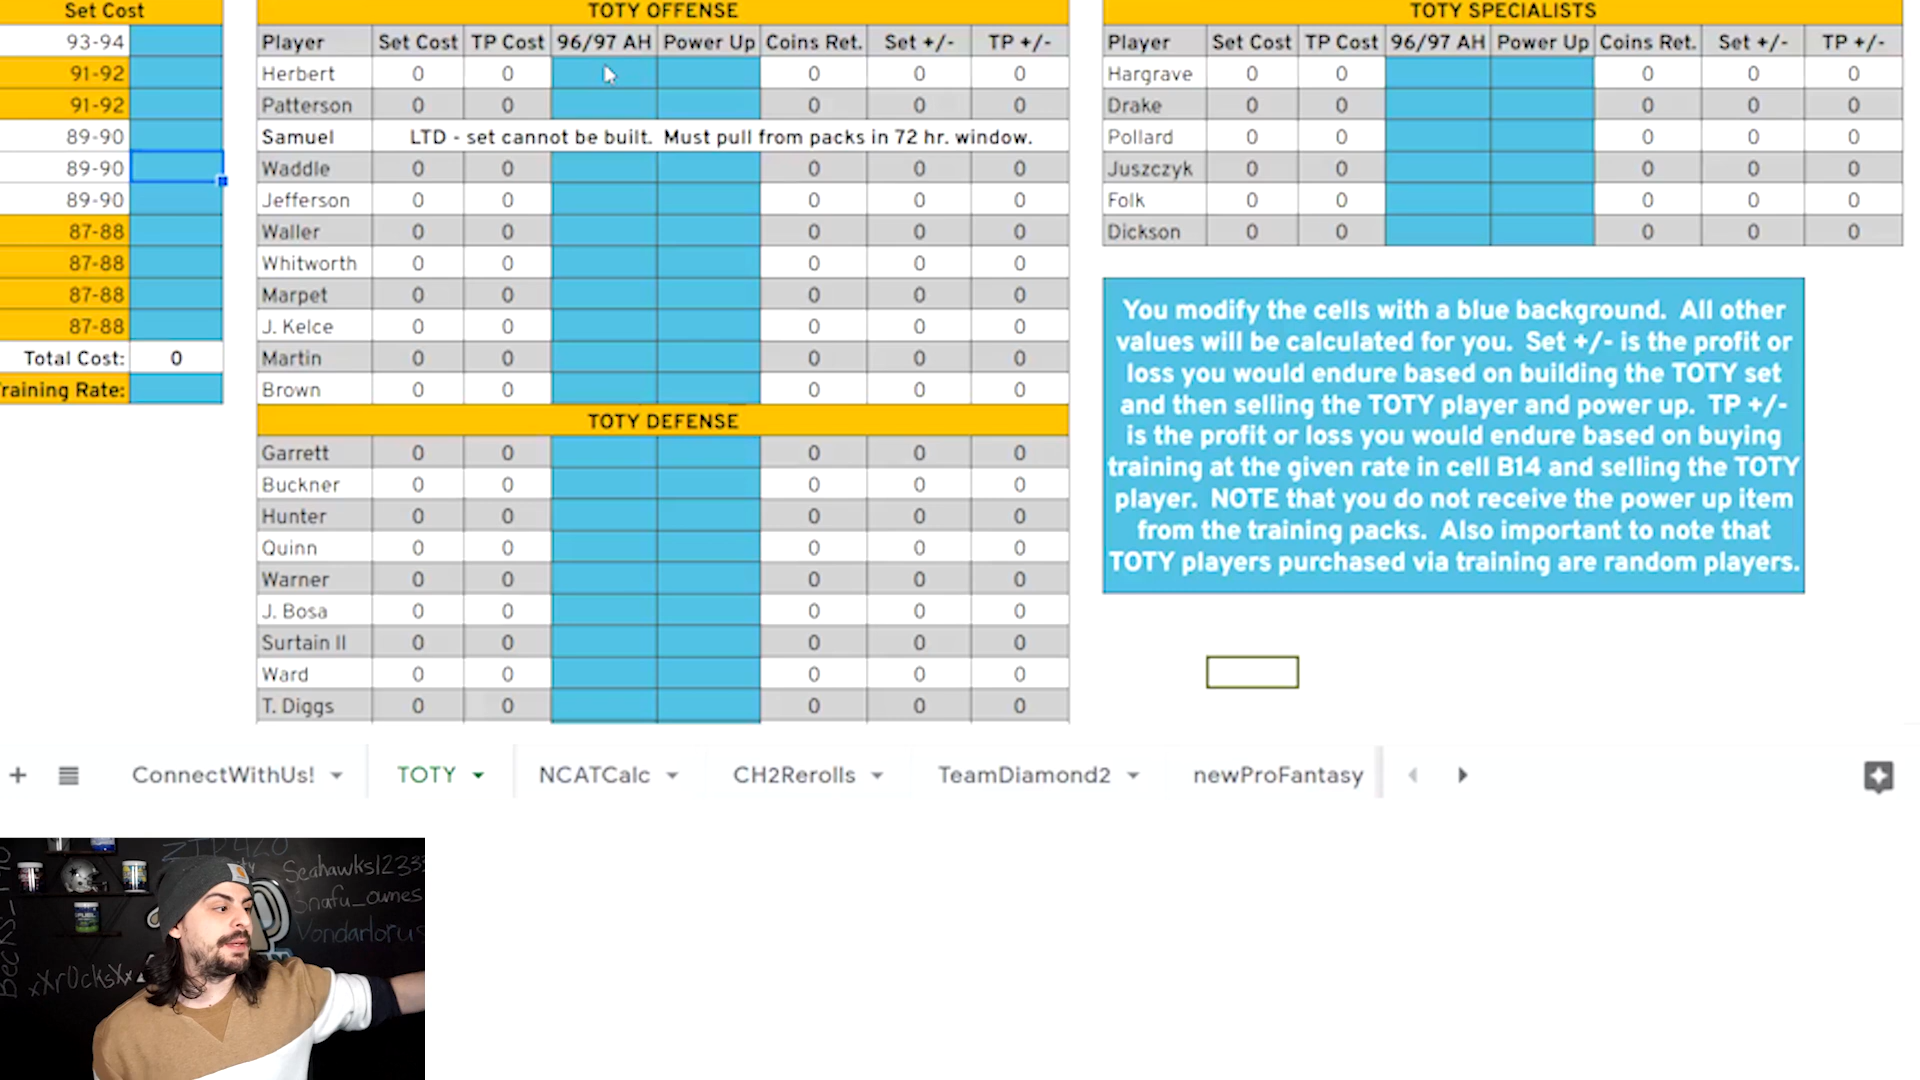 Set Cost
93-94
91-92
91-92
89-90
89-90
89-90
87-88
87-88
87-88
87-88
Total Cost: 0
raining Rate:
TOTY OFFENSE
Player Set Cost TP Cost 96/97 AH Power Up Coins Ret. Set +/- TP +/-
Herbert 0 0 0 0 0
Patterson 0 0 0 0 0
Samuel LTD - set cannot be built. Must pull from packs in 72 hr. window.
Waddle 0 0 0 0 0
Jefferson 0 0 0 0 0
Waller 0 0 0 0 0
Whitworth 0 0 0 0 0
Marpet 0 0 0 0 0
J. Kelce 0 0 0 0 0
Martin 0 0 0 0 0
Brown 0 0 0 0 0
TOTY DEFENSE
Garrett 0 0 0 0 0
Buckner 0 0 0 0 0
Hunter 0 0 0 0 0
Quinn 0 0 0 0 0
Warner 0 0 0 0 0
J. Bosa 0 0 0 0 0
Surtain II 0 0 0 0 0
Ward 0 0 0 0 0
T. Diggs 0 0 0 0 0
TOTY SPECIALISTS
Player Set Cost TP Cost 96/97 AH Power Up Coins Ret. Set +/- TP +/-
Hargrave 0 0 0 0 0
Drake 0 0 0 0 0
Pollard 0 0 0 0 0
Juszczyk 0 0 0 0 0
Folk 0 0 0 0 0
Dickson 0 0 0 0 0
You modify the cells with a blue background. All other
values will be calculated for you. Set +/- is the profit or
loss you would endure based on building the TOTY set
and then selling the TOTY player and power up. TP +/-
is the profit or loss you would endure based on buying
training at the given rate in cell B14 and selling the TOTY
player. NOTE that you do not receive the power up item
from the training packs. Also important to note that
TOTY players purchased via training are random players.
+ ConnectWithUs! TOTY NCATCalc CH2Rerolls TeamDiamond2 newProFantasy
Seahawks1233
Snafu_ownes
Vondarlorus
xXr0cksXx